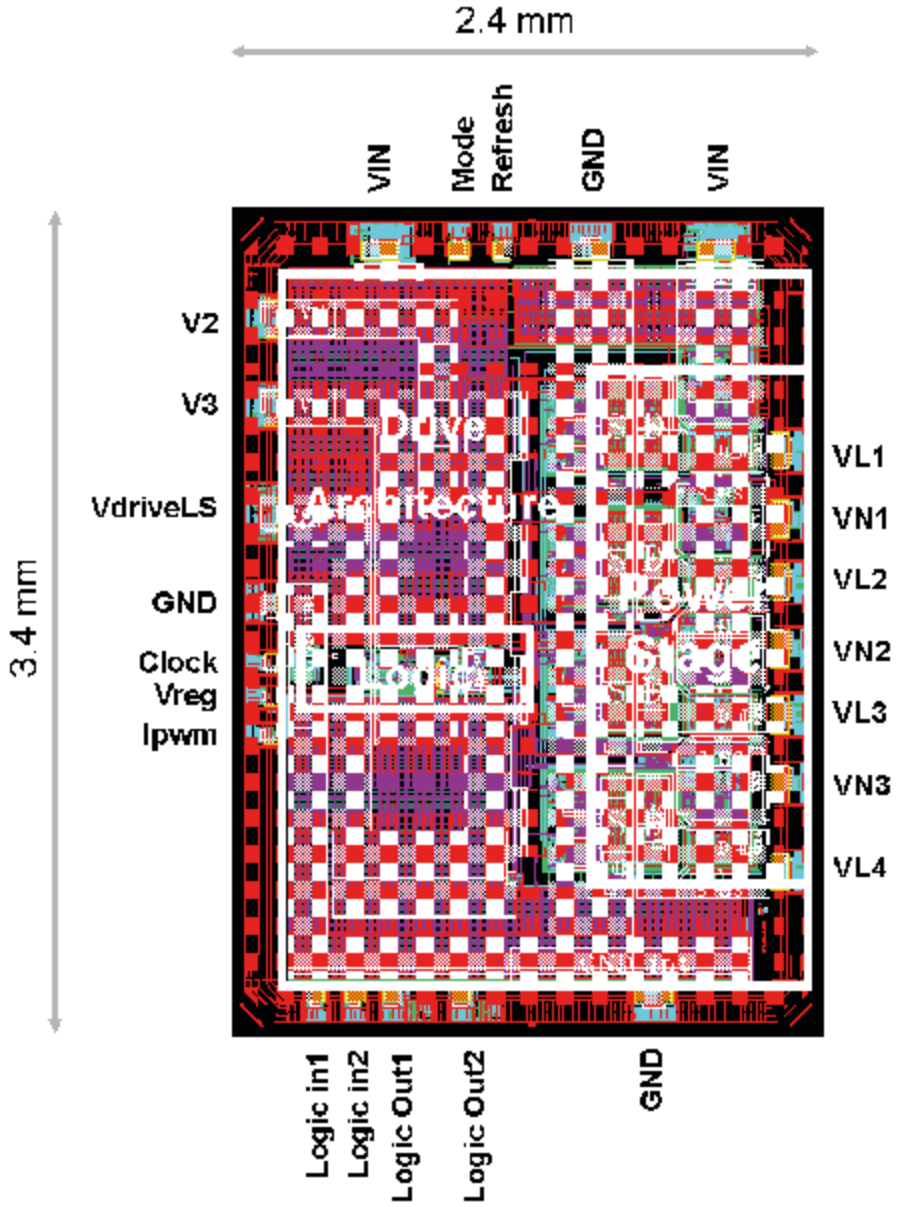 2.4 mm
VIN
Mode
Refresh
GND
VIN
3.4 mm
V2
V3
VdriveLS
GND
Clock
Vreg
Ipwm
Drive
Architecture
Logic
Power
Stage
VL1
VN1
VL2
VN2
VL3
VN3
VL4
Logic in1
Logic in2
Logic Out1
Logic Out2
GND